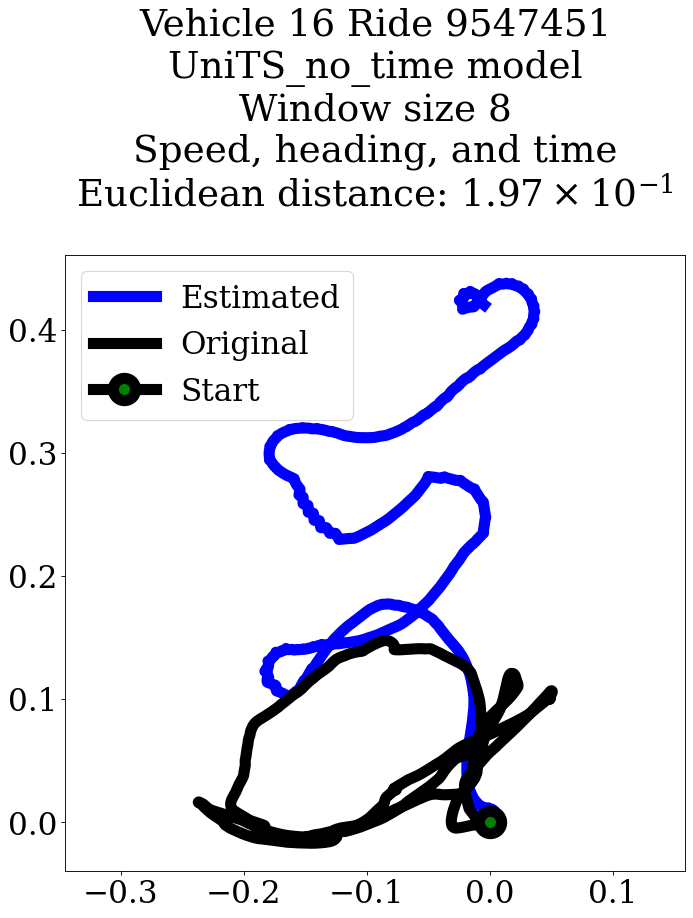 Vehicle 16 Ride 9547451
UniTS_no_time model
Window size 8
Speed, heading, and time
Euclidean distance: 1.97 × 10⁻¹
Estimated
Original
Start
0.4
0.3
0.2
0.1
0.0
−0.3 −0.2 −0.1 0.0 0.1